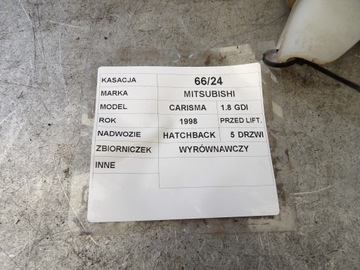 KASACJA 66/24
MARKA MITSUBISHI
MODEL CARISMA 1.8 GDI
ROK 1998 PRZED LIFT.
NADWOZIE HATCHBACK 5 DRZWI
ZBIORNICZEK WYRÓWNAWCZY
INNE